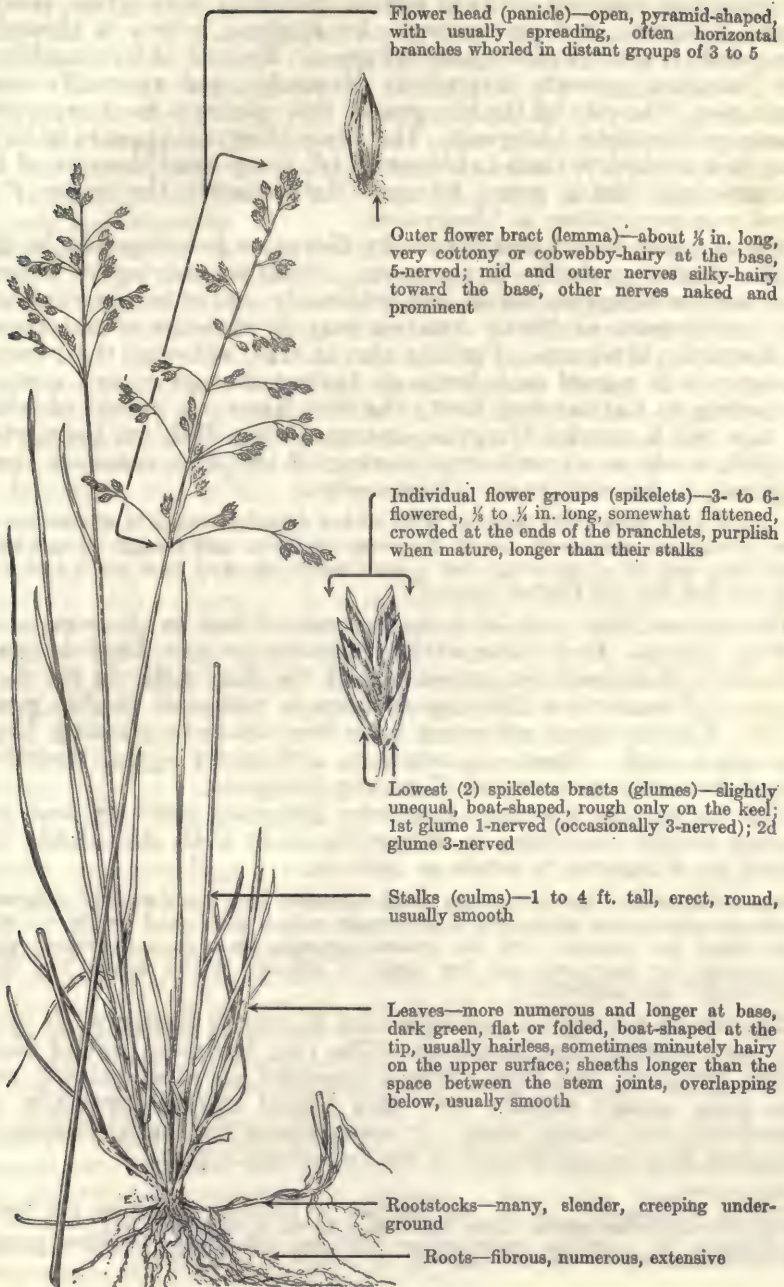 Flower head (panicle)—open, pyramid-shaped,
with usually spreading, often horizontal
branches whorled in distant groups of 3 to 5
Outer flower bract (lemma)—about ⅛ in. long,
very cottony or cobwebby-hairy at the base,
5-nerved; mid and outer nerves silky-hairy
toward the base, other nerves naked and
prominent
Individual flower groups (spikelets)—3- to 6-
flowered, ⅛ to ¼ in. long, somewhat flattened,
crowded at the ends of the branchlets, purplish
when mature, longer than their stalks
Lowest (2) spikelets bracts (glumes)—slightly
unequal, boat-shaped, rough only on the keel;
1st glume 1-nerved (occasionally 3-nerved); 2d
glume 3-nerved
Stalks (culms)—1 to 4 ft. tall, erect, round,
usually smooth
Leaves—more numerous and longer at base,
dark green, flat or folded, boat-shaped at the
tip, usually hairless, sometimes minutely hairy
on the upper surface; sheaths longer than the
space between the stem joints, overlapping
below, usually smooth
Rootstocks—many, slender, creeping under-
ground
Roots—fibrous, numerous, extensive